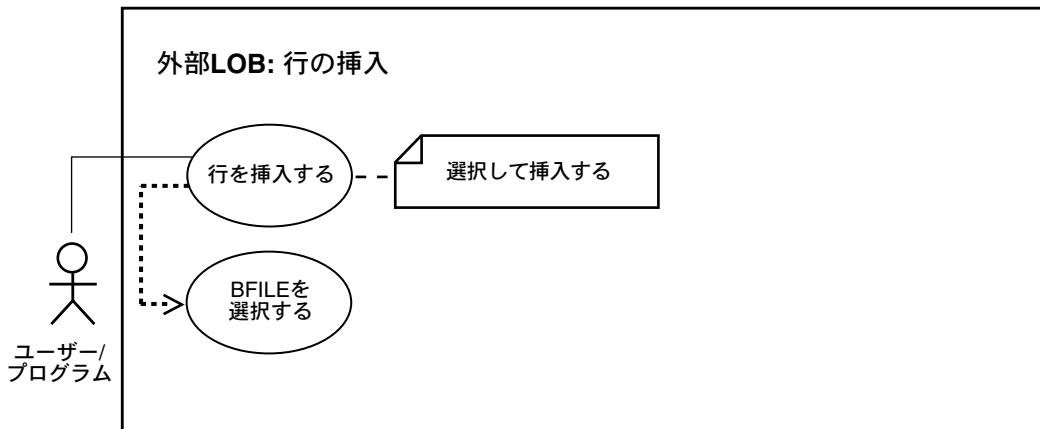 外部LOB: 行の挿入
行を挿入する
選択して挿入する
BFILEを
選択する
ユーザー/
プログラム